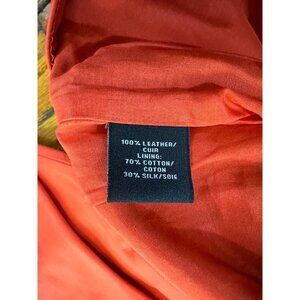 100% LEATHER/
CUIR
LINING:
70% COTTON/
COTON
30% SILK/SOIE